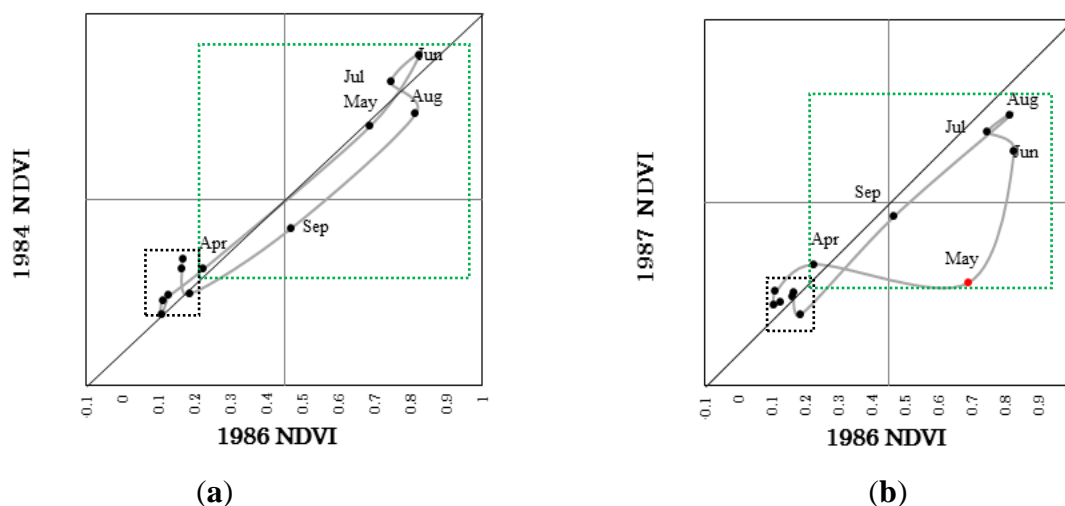 1984 NDVI
Jun
Jul
May
Aug
Sep
Apr
-0.1 0 0.1 0.2 0.3 0.4 0.5 0.6 0.7 0.8 0.9 1
1986 NDVI
(a)
1987 NDVI
Aug
Jul
Jun
Sep
Apr
May
-0.1 0 0.1 0.2 0.3 0.4 0.5 0.6 0.7 0.8 0.9
1986 NDVI
(b)